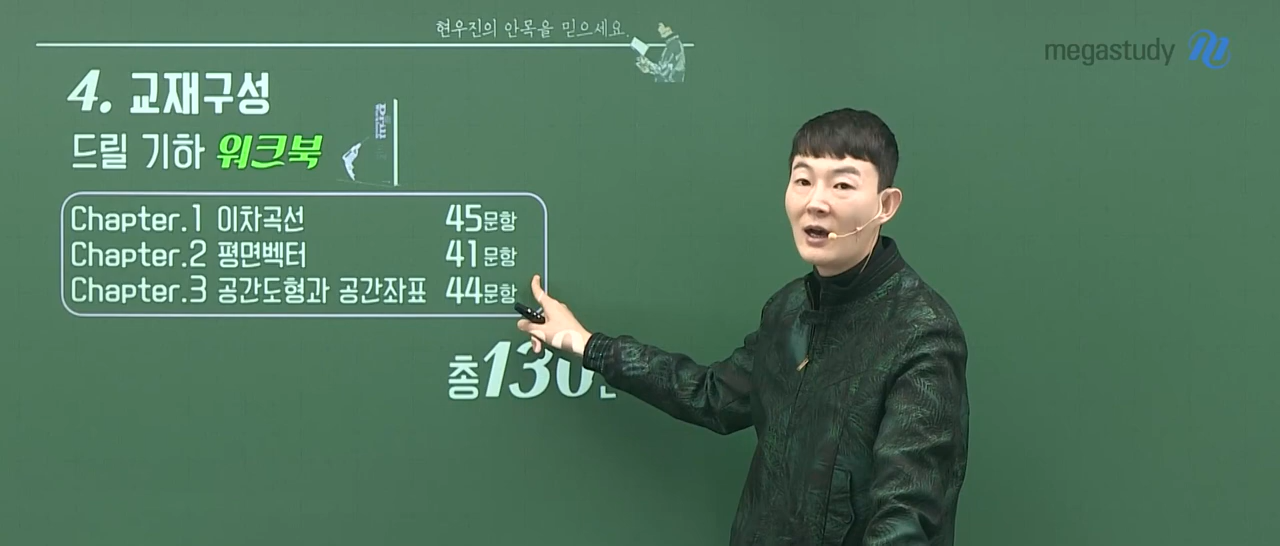 현우진의 안목을 믿으세요.
megastudy
4. 교재구성
드릴 기하 워크북
Chapter.1 이차곡선 45문항
Chapter.2 평면벡터 41문항
Chapter.3 공간도형과 공간좌표 44문항
총130